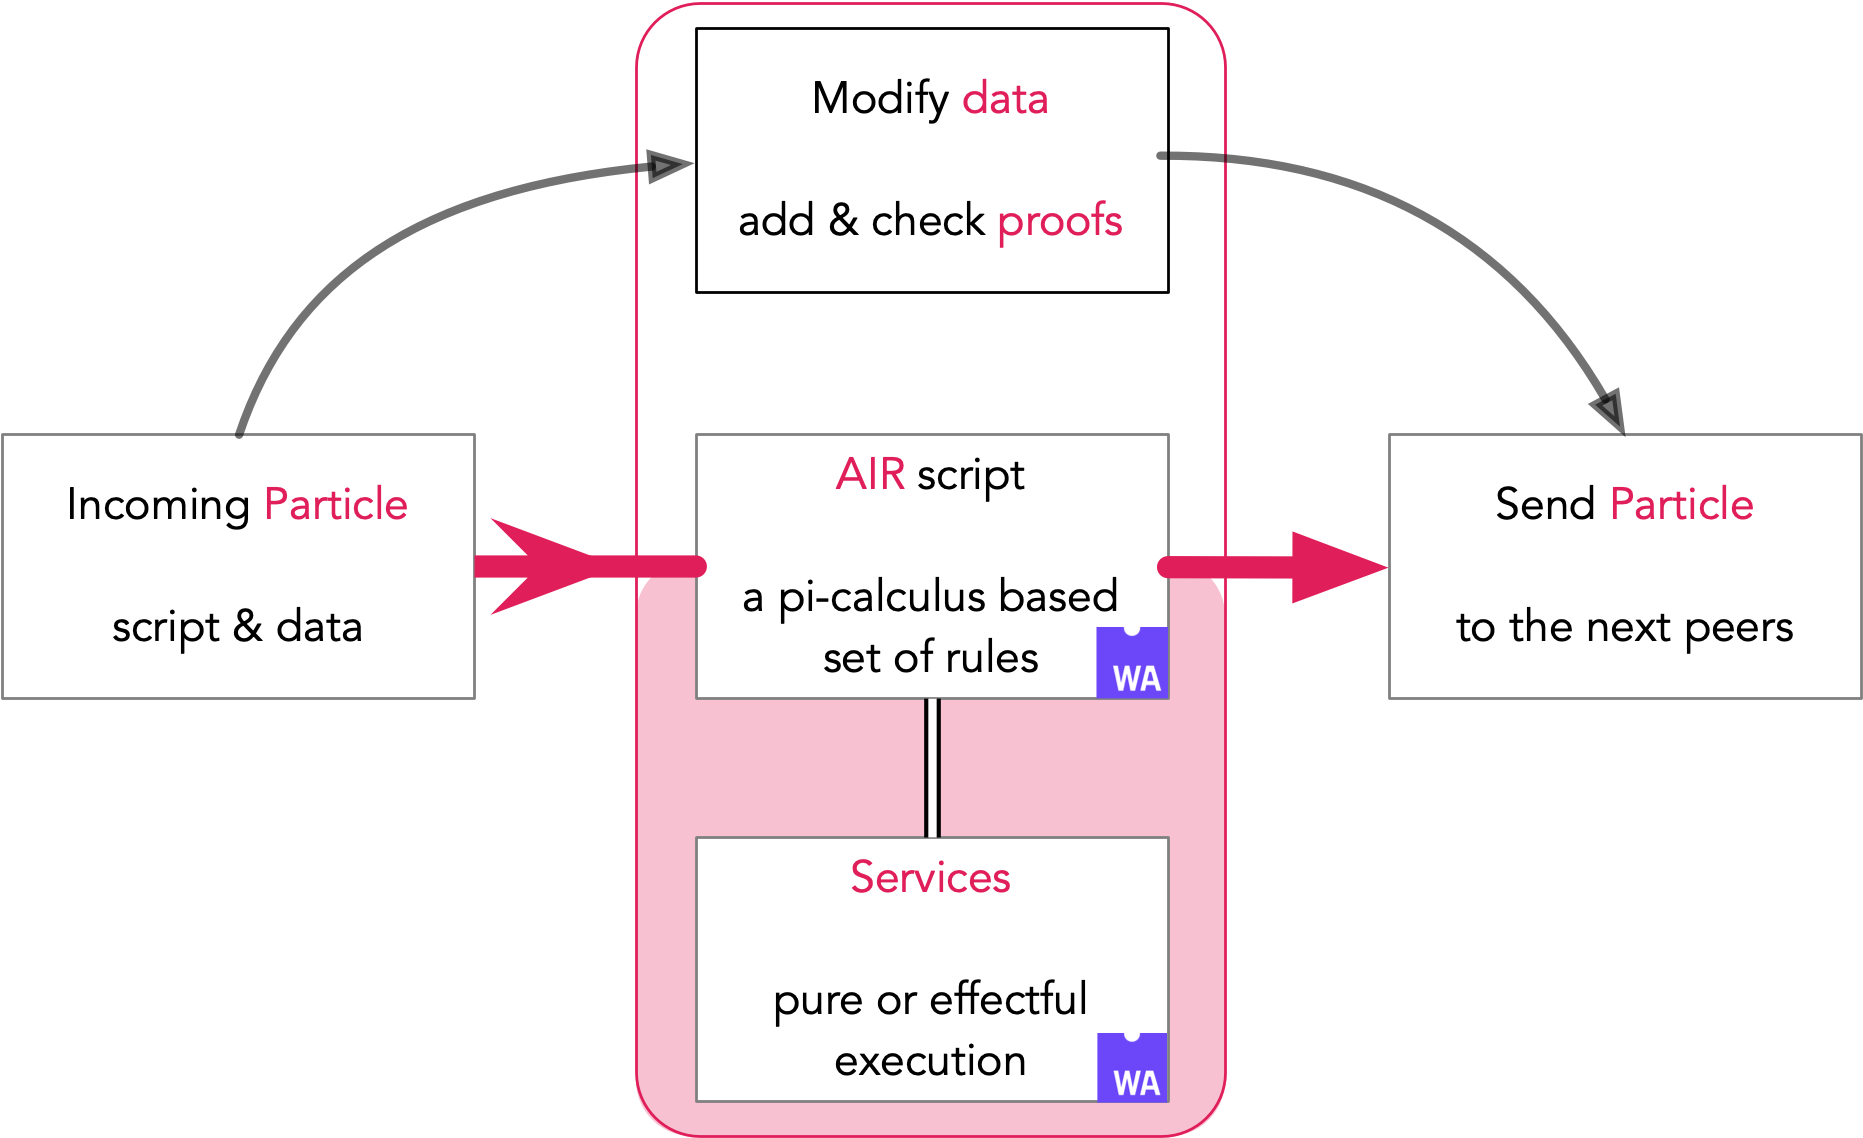 Modify data
add & check proofs
Incoming Particle
script & data
AIR script
a pi-calculus based
set of rules
WA
Send Particle
to the next peers
Services
pure or effectful
execution
WA